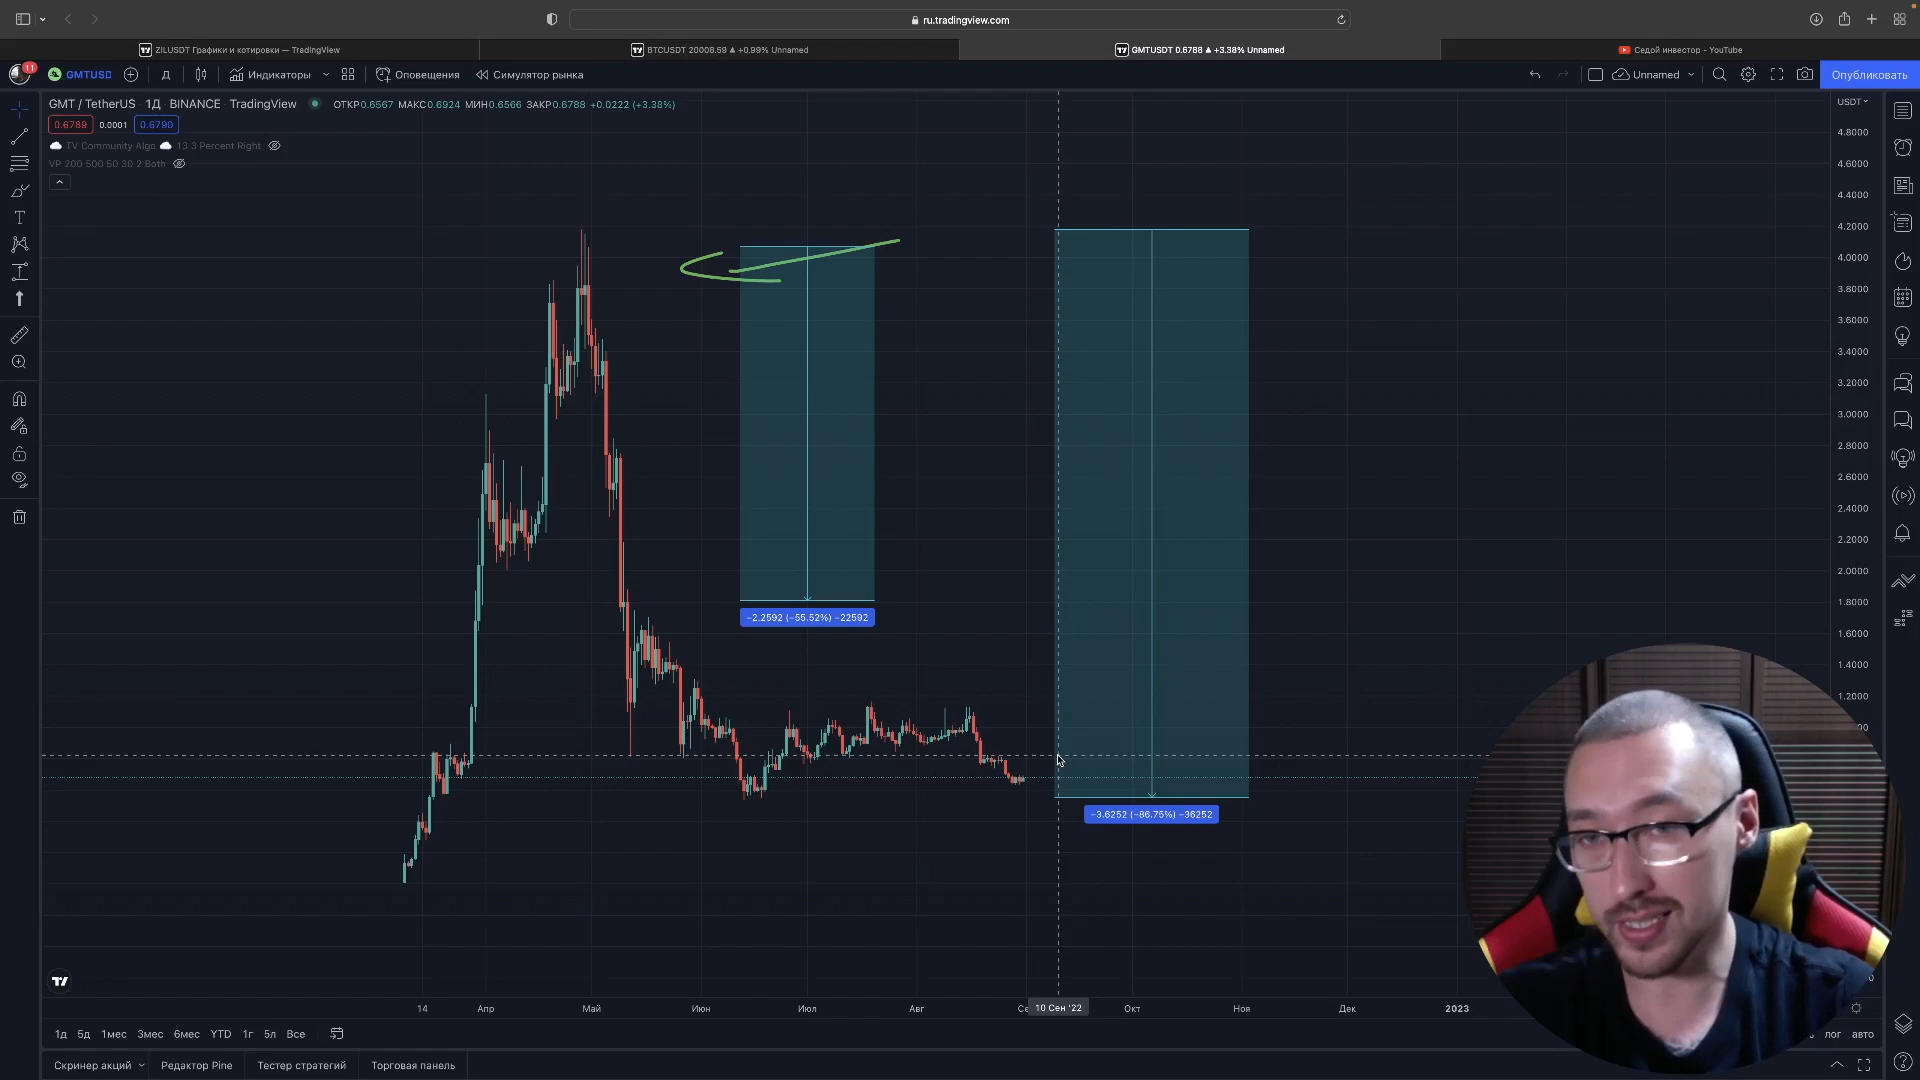 ru.tradingview.com
ZILUSDT Графики и котировки — TradingView
BTCUSDT 20008.59 ▲ +0.99% Unnamed
GMTUSDT 0.6788 ▲ +3.38% Unnamed
Седой инвестор - YouTube
11
GMTUSD
Д
Индикаторы
Оповещения
Симулятор рынка
Unnamed
Опубликовать
GMT / TetherUS · 1Д · BINANCE · TradingView
ОТКР0.6567 МАКС0.6924 МИН0.6566 ЗАКР0.6788 +0.0222 (+3.38%)
USDT
0.6789
0.0001
0.6790
TV Community Algo
13 3 Percent Right
VP 200 500 50 30 2 Both
4.8000
4.6000
4.4000
4.2000
4.0000
3.8000
3.6000
3.4000
3.2000
3.0000
2.8000
2.6000
2.4000
2.2000
2.0000
1.8000
1.6000
1.4000
1.2000
−2.2592 (−55.52%) −22592
−3.6252 (−86.75%) −36252
14
Апр
Май
Июн
Июл
Авг
10 Сен '22
Окт
Ноя
Дек
2023
1д
5д
1мес
3мес
6мес
YTD
1г
5л
Все
лог
авто
Скринер акций
Редактор Pine
Тестер стратегий
Торговая панель